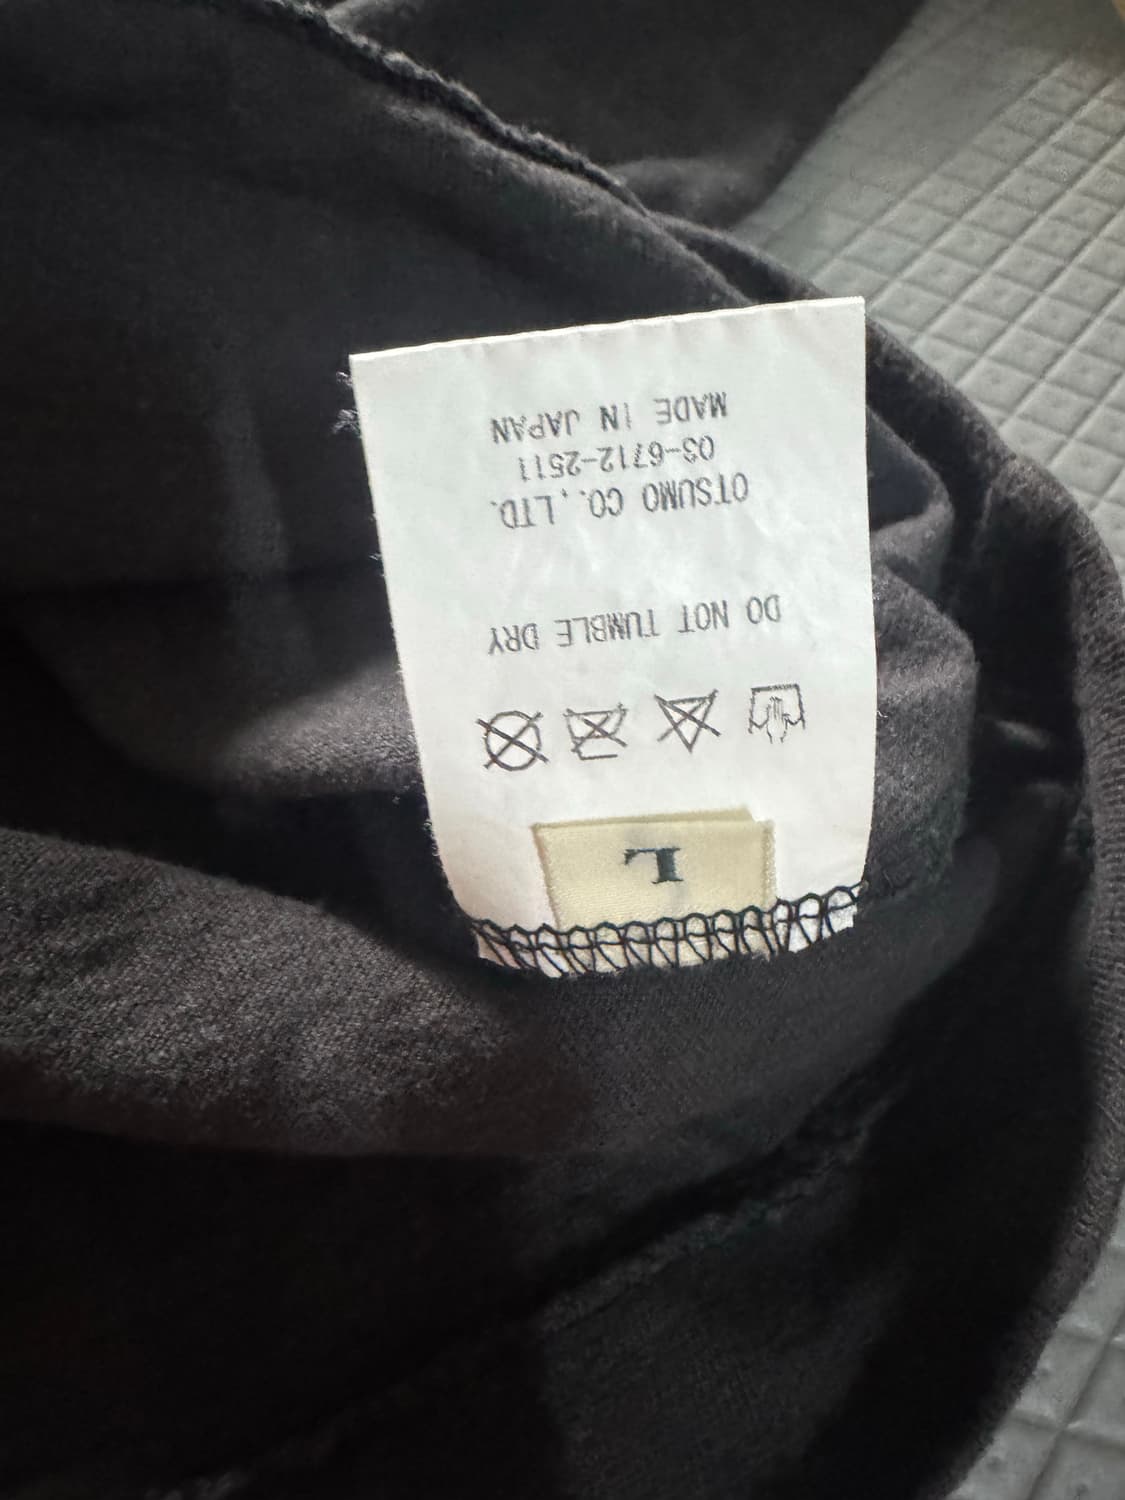 L
DO NOT TUMBLE DRY
OTSUMO CO., LTD.
03-6712-2511
MADE IN JAPAN